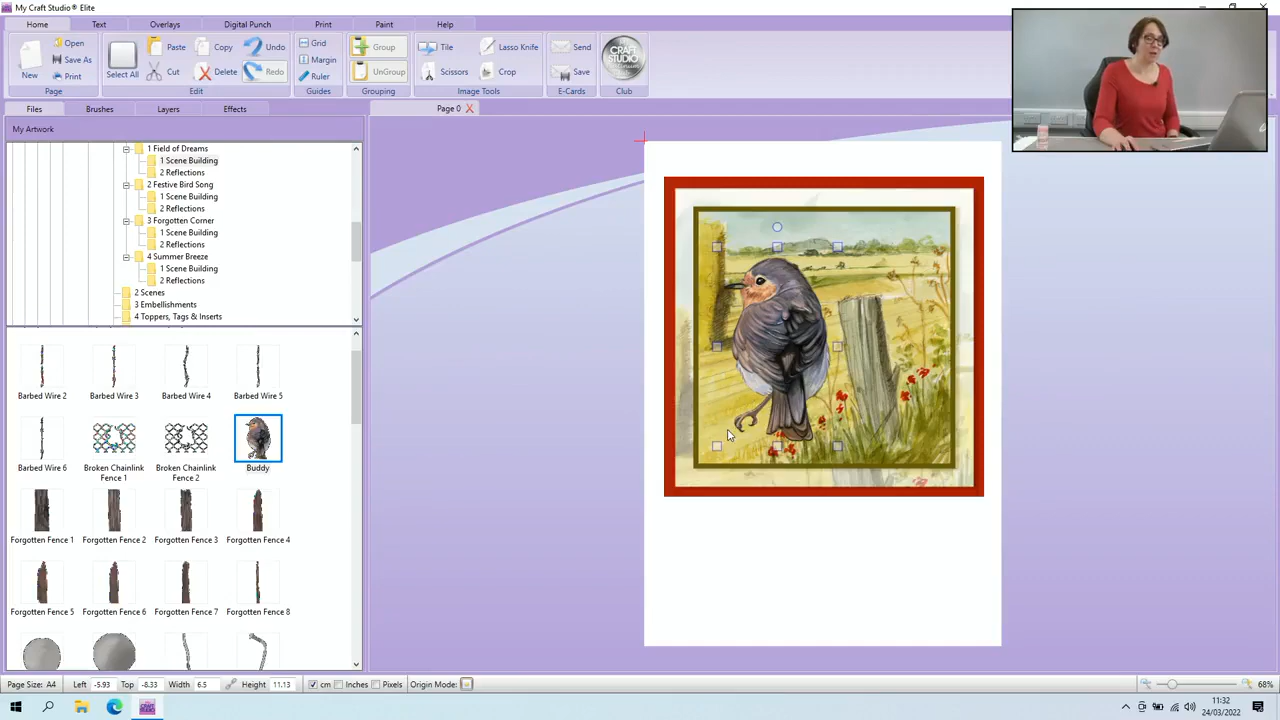 My Craft Studio® Elite
Home Text Overlays Digital Punch Print Paint Help
New Open Save As Print Page
Select All Paste Cut Copy Delete Undo Redo Edit
Grid Margin Ruler Guides
Group UnGroup Grouping
Tile Scissors Lasso Knife Crop Image Tools
Send Save E-Cards
CRAFT STUDIO Club
Files Brushes Layers Effects
Page 0
My Artwork
1 Field of Dreams
1 Scene Building
2 Reflections
2 Festive Bird Song
1 Scene Building
2 Reflections
3 Forgotten Corner
1 Scene Building
2 Reflections
4 Summer Breeze
1 Scene Building
2 Reflections
2 Scenes
3 Embellishments
4 Toppers, Tags & Inserts
Barbed Wire 2 Barbed Wire 3 Barbed Wire 4 Barbed Wire 5
Barbed Wire 6 Broken Chainlink Fence 1 Broken Chainlink Fence 2 Buddy
Forgotten Fence 1 Forgotten Fence 2 Forgotten Fence 3 Forgotten Fence 4
Forgotten Fence 5 Forgotten Fence 6 Forgotten Fence 7 Forgotten Fence 8
Page Size: A4 Left -5.93 Top -8.33 Width 6.5 Height 11.13 cm Inches Pixels Origin Mode: 68%
11:32
24/03/2022